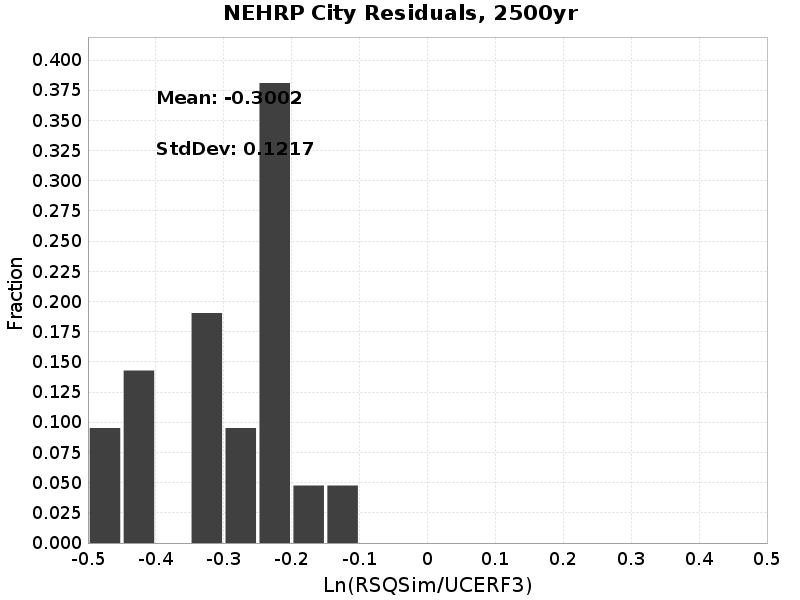 NEHRP City Residuals, 2500yr
0.400
0.375
0.350
0.325
0.300
0.275
0.250
0.225
0.200
0.175
0.150
0.125
0.100
0.075
0.050
0.025
0.000
Fraction
Mean: -0.3002
StdDev: 0.1217
-0.5 -0.4 -0.3 -0.2 -0.1 0 0.1 0.2 0.3 0.4 0.5
Ln(RSQSim/UCERF3)